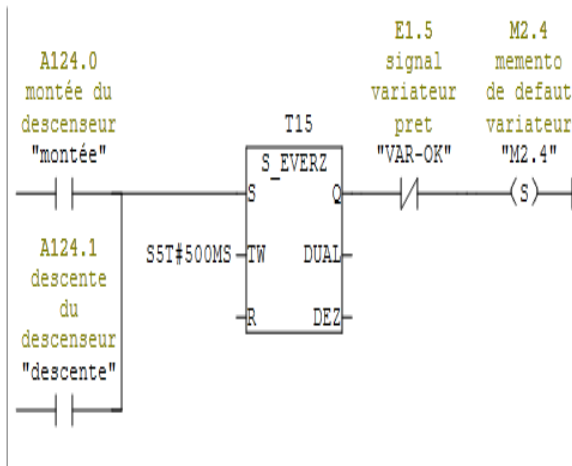 A124.0
montée du
descenseur
"montée"
T15
S_EVERZ
S
Q
S5T#500MS
TW
DUAL
R
DEZ
E1.5
signal
variateur
pret
"VAR-OK"
M2.4
memento
de defaut
variateur
"M2.4"
(S)
A124.1
descente
du
descenseur
"descente"